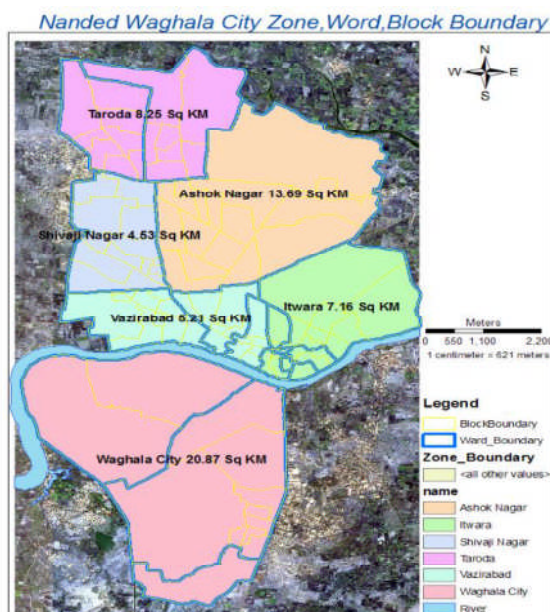 Nanded Waghala City Zone,Word,Block Boundary
N
W E
S
Taroda 8.25 Sq KM
Ashok Nagar 13.69 Sq KM
Shivaji Nagar 4.53 Sq KM
Itwara 7.16 Sq KM
Vazirabad 5.21 Sq KM
Meters
0 550 1,100 2,200
1 centimeter = 621 meters
Waghala City 20.87 Sq KM
Legend
BlockBoundary
Ward_Boundary
Zone_Boundary
<all other values>
name
Ashok Nagar
Itwara
Shivaji Nagar
Taroda
Vazirabad
Waghala City
River